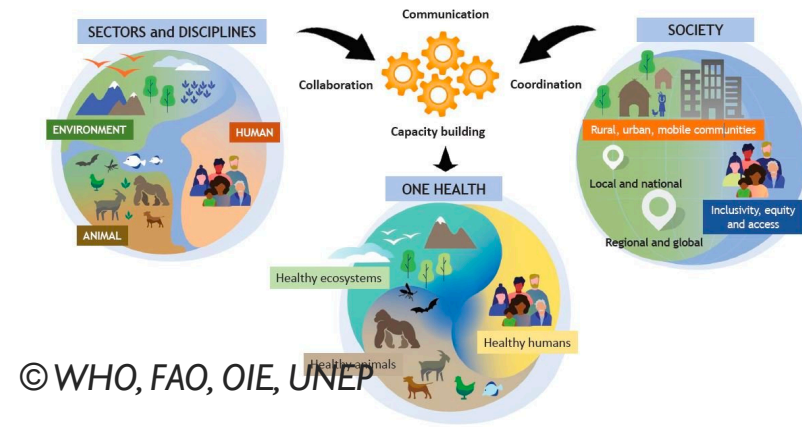 SECTORS and DISCIPLINES
ENVIRONMENT
HUMAN
ANIMAL
Communication
Collaboration
Coordination
Capacity building
SOCIETY
Rural, urban, mobile communities
Local and national
Inclusivity, equity
and access
Regional and global
ONE HEALTH
Healthy ecosystems
Healthy humans
Healthy animals
© WHO, FAO, OIE, UNEP